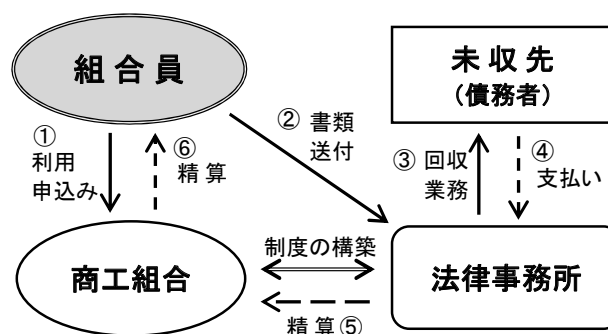 組合員
未収先
(債務者)
①
利用
申込み
⑥
精算
② 書類
送付
③ 回収
業務
④
支払い
制度の構築
商工組合
法律事務所
精算⑤